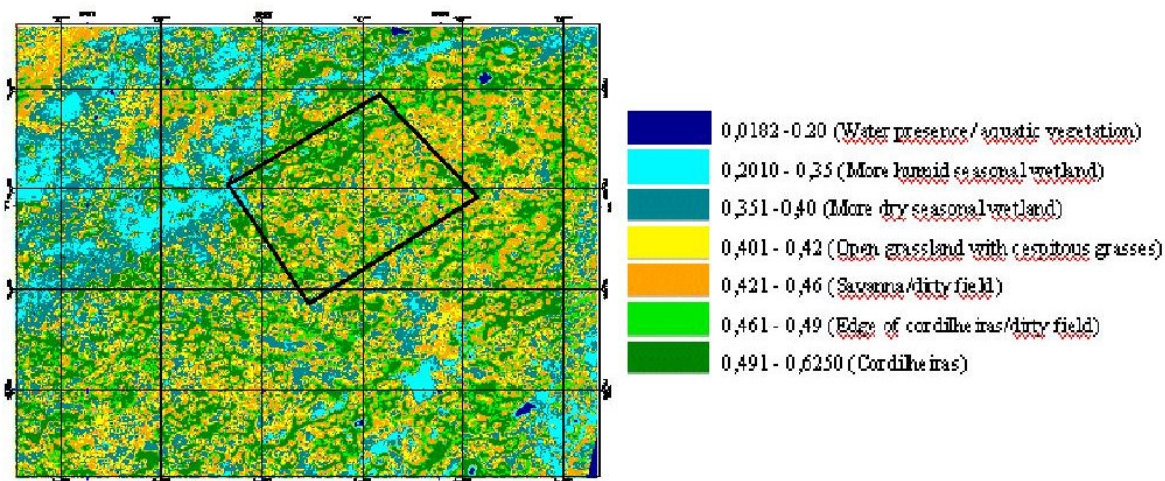 0,0182 - 0.20 (Water presence/ aquatic vegetation)
0,2010 - 0,35 (More humid seasonal wetland)
0,351 - 0,40 (More dry seasonal wetland)
0,401 - 0,42 (Open grassland with cespitous grasses)
0,421 - 0,46 (Savanna/dirty field)
0,461 - 0,49 (Edge of cordilheiras/dirty field)
0,491 - 0,6250 (Cordilheiras)